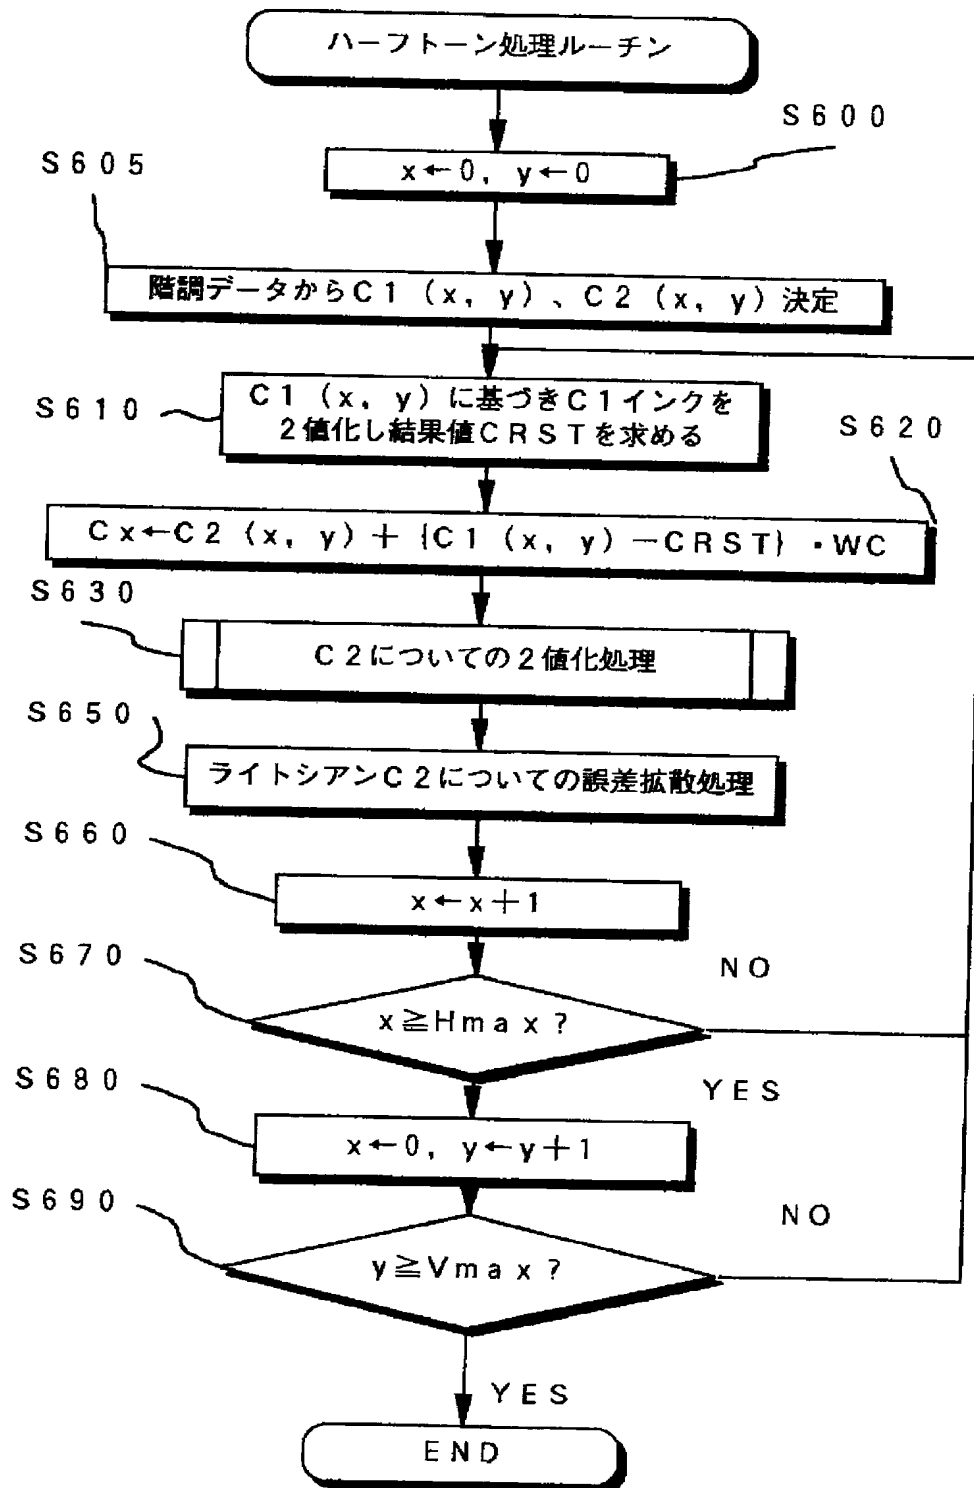 ハーフトーン処理ルーチン
S600
x←0, y←0
S605
階調データからC1(x, y)、C2(x, y)決定
S610
C1(x, y)に基づきC1インクを
2値化し結果値CRSTを求める
S620
Cx←C2(x, y)+{C1(x, y)-CRST}・WC
S630
C2についての2値化処理
S650
ライトシアンC2についての誤差拡散処理
S660
x←x+1
S670
NO
x≧Hmax?
YES
S680
x←0, y←y+1
S690
NO
y≧Vmax?
YES
END